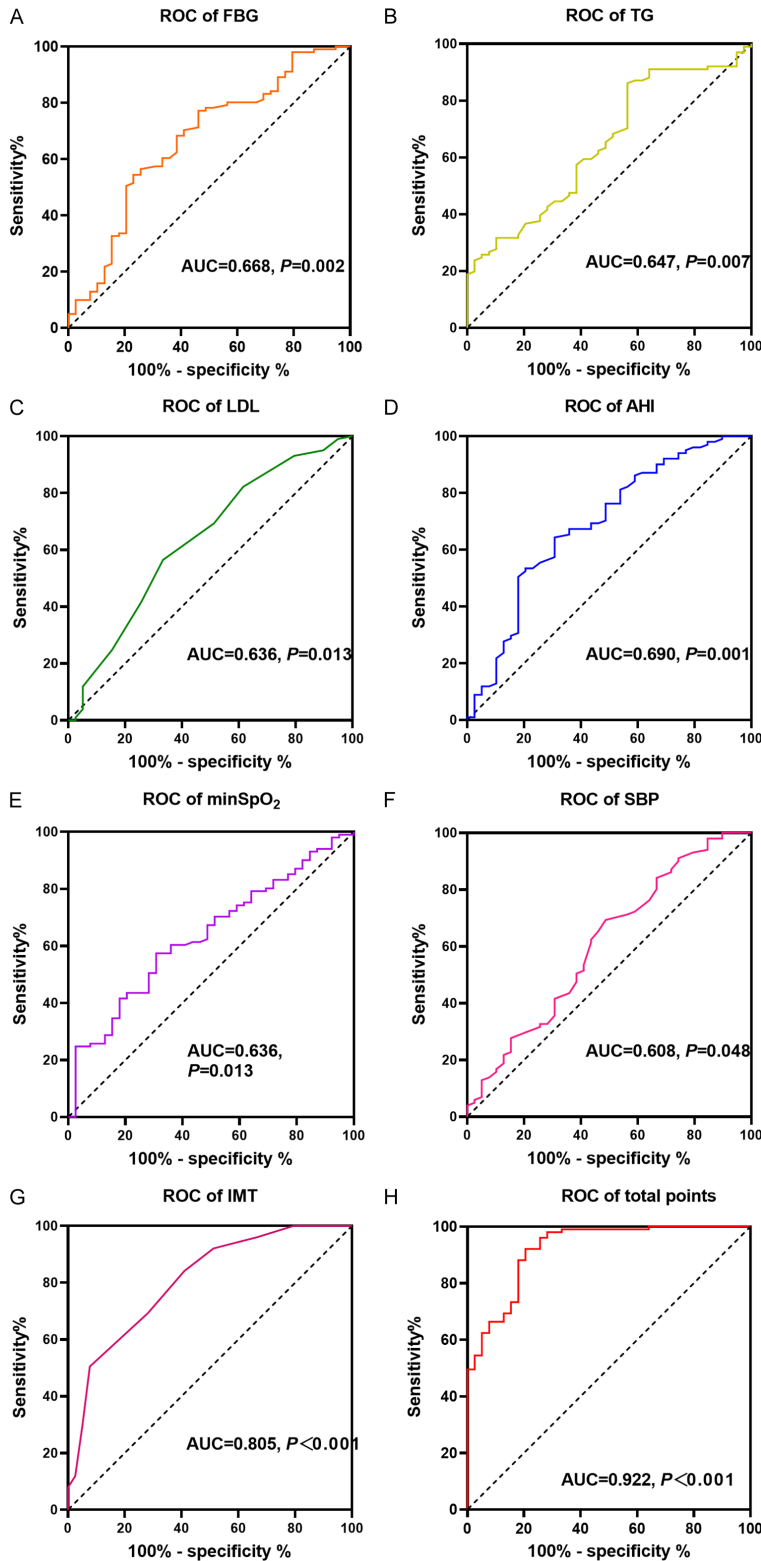 A
ROC of FBG
100
80
60
40
20
0
Sensitivity%
AUC=0.668, P=0.002
0 20 40 60 80 100
100% - specificity %
B
ROC of TG
100
80
60
40
20
0
Sensitivity%
AUC=0.647, P=0.007
0 20 40 60 80 100
100% - specificity %
C
ROC of LDL
100
80
60
40
20
0
Sensitivity%
AUC=0.636, P=0.013
0 20 40 60 80 100
100% - specificity %
D
ROC of AHI
100
80
60
40
20
0
Sensitivity%
AUC=0.690, P=0.001
0 20 40 60 80 100
100% - specificity %
E
ROC of minSpO₂
100
80
60
40
20
0
Sensitivity%
AUC=0.636,
P=0.013
0 20 40 60 80 100
100% - specificity %
F
ROC of SBP
100
80
60
40
20
0
Sensitivity%
AUC=0.608, P=0.048
0 20 40 60 80 100
100% - specificity %
G
ROC of IMT
100
80
60
40
20
0
Sensitivity%
AUC=0.805, P<0.001
0 20 40 60 80 100
100% - specificity %
H
ROC of total points
100
80
60
40
20
0
Sensitivity%
AUC=0.922, P<0.001
0 20 40 60 80 100
100% - specificity %